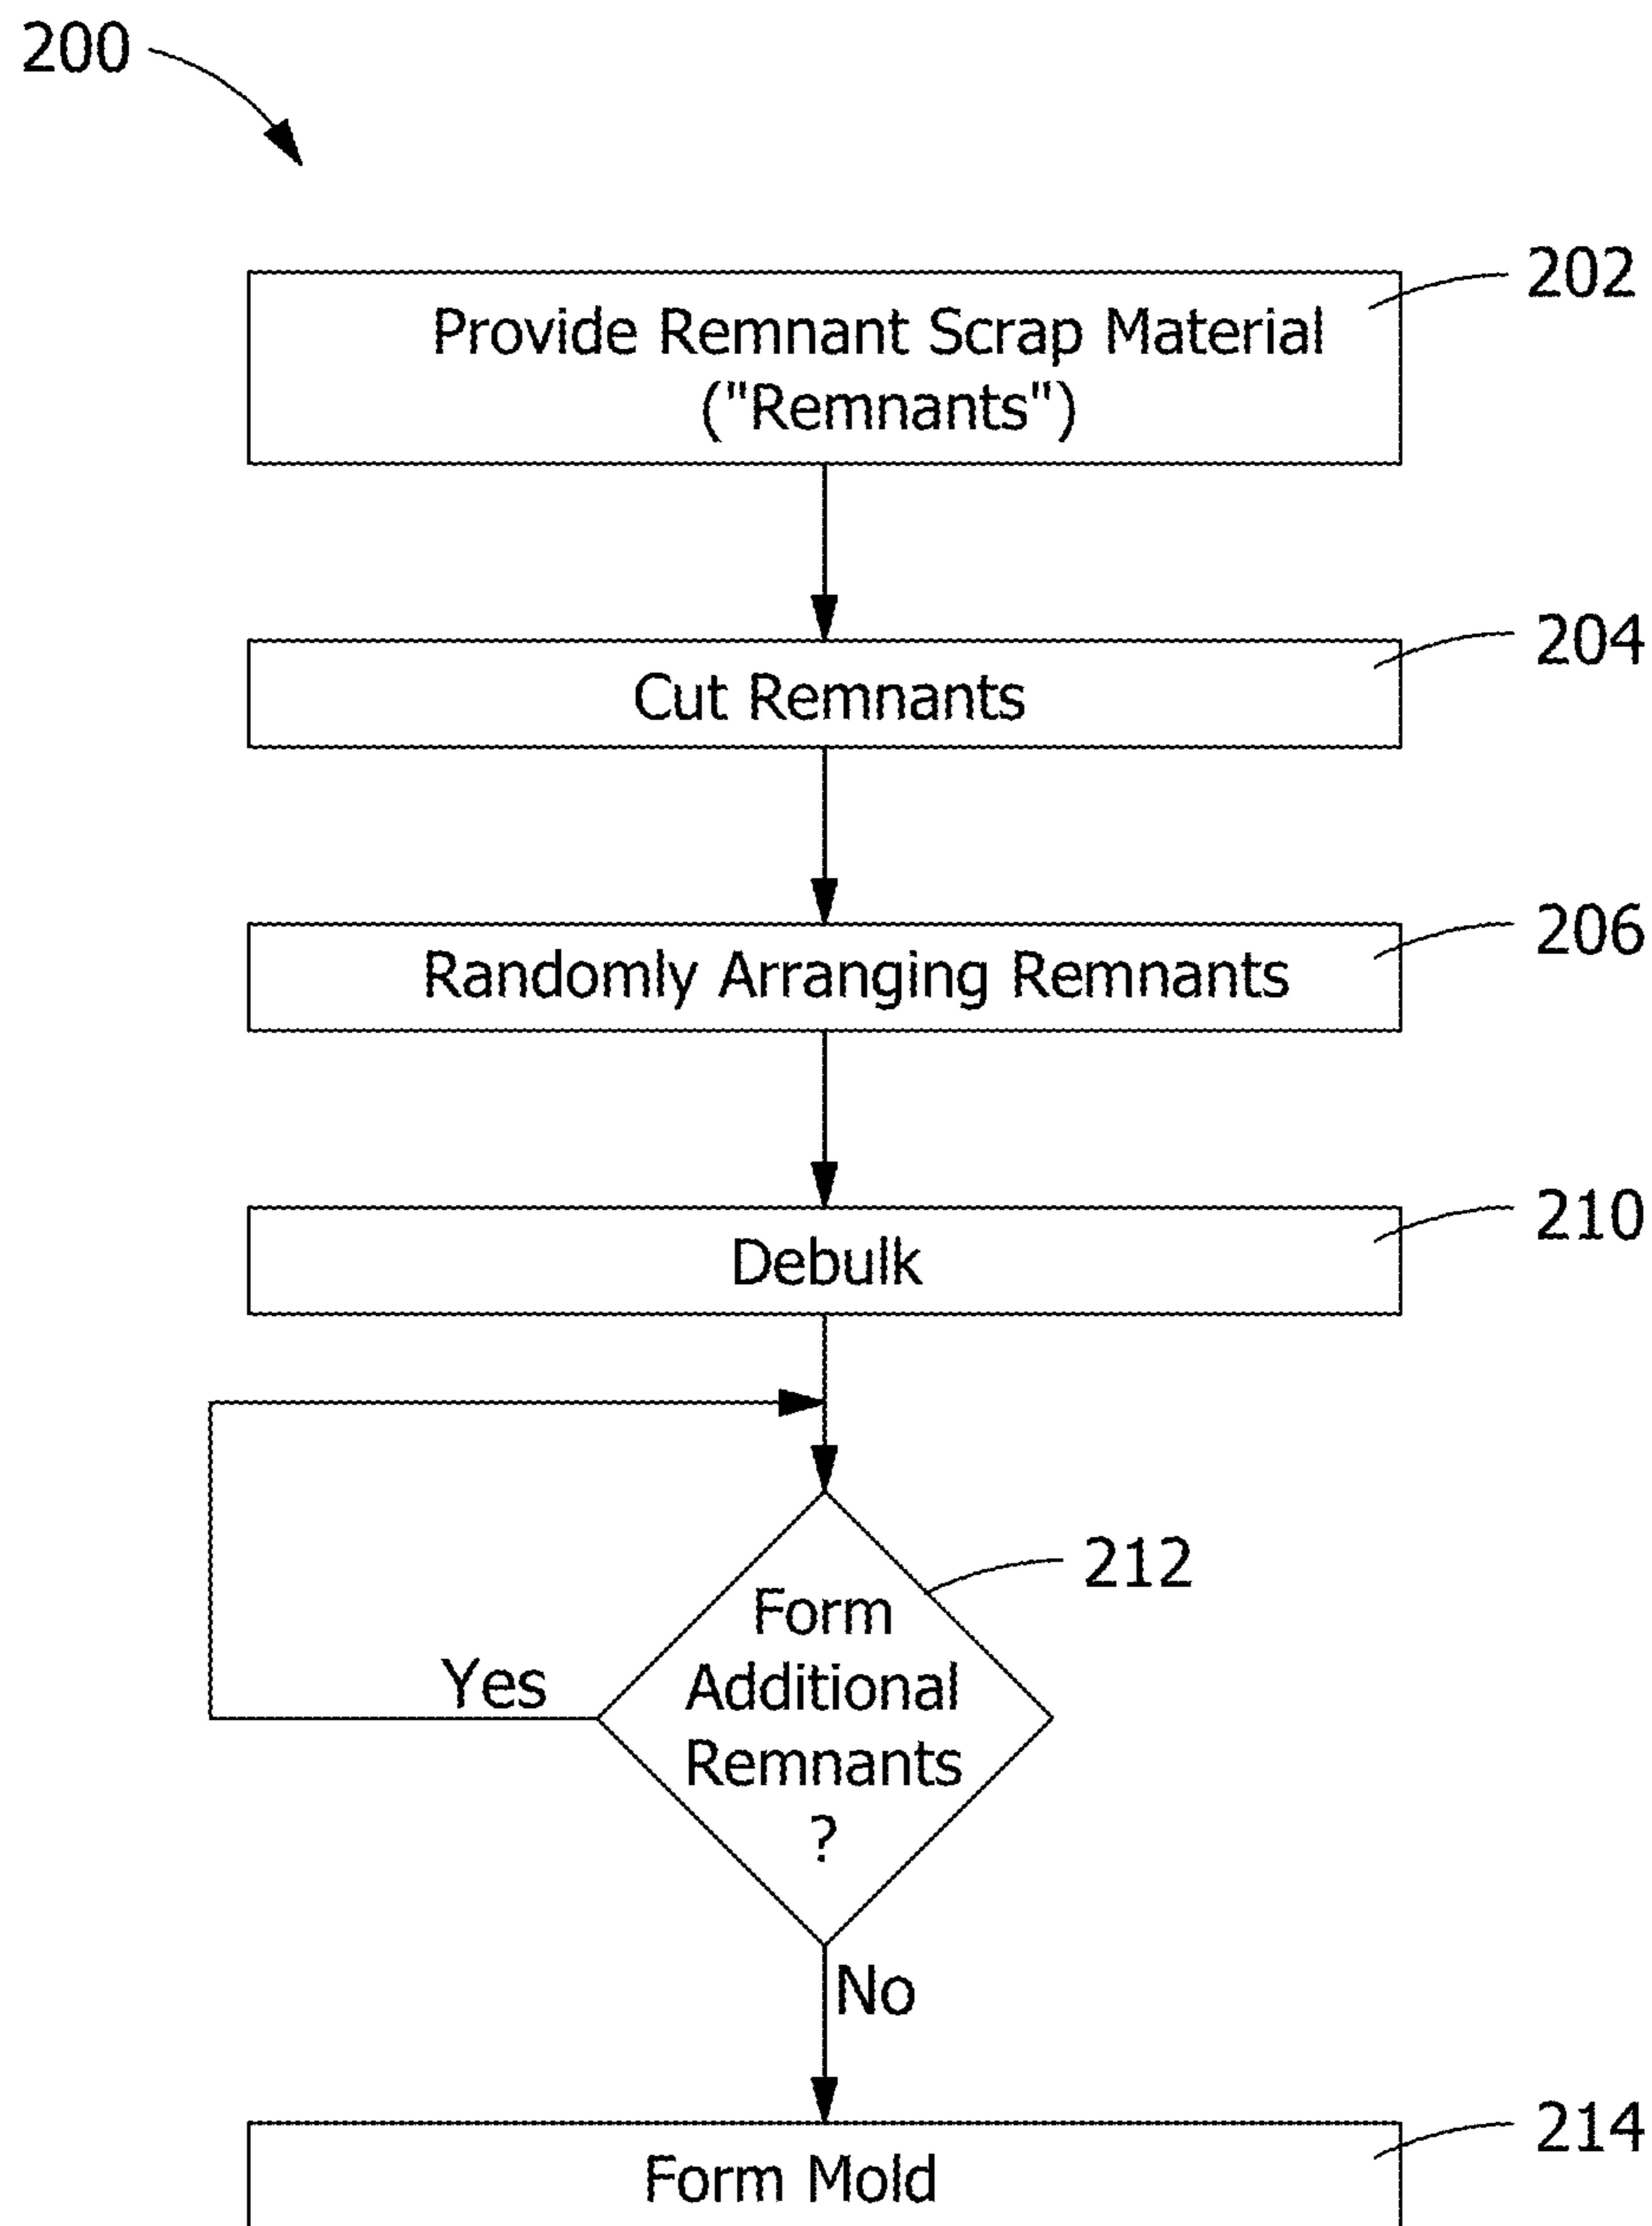 200
202
Provide Remnant Scrap Material
("Remnants")
204
Cut Remnants
206
Randomly Arranging Remnants
210
Debulk
212
Form
Additional
Remnants
?
Yes
No
214
Form Mold